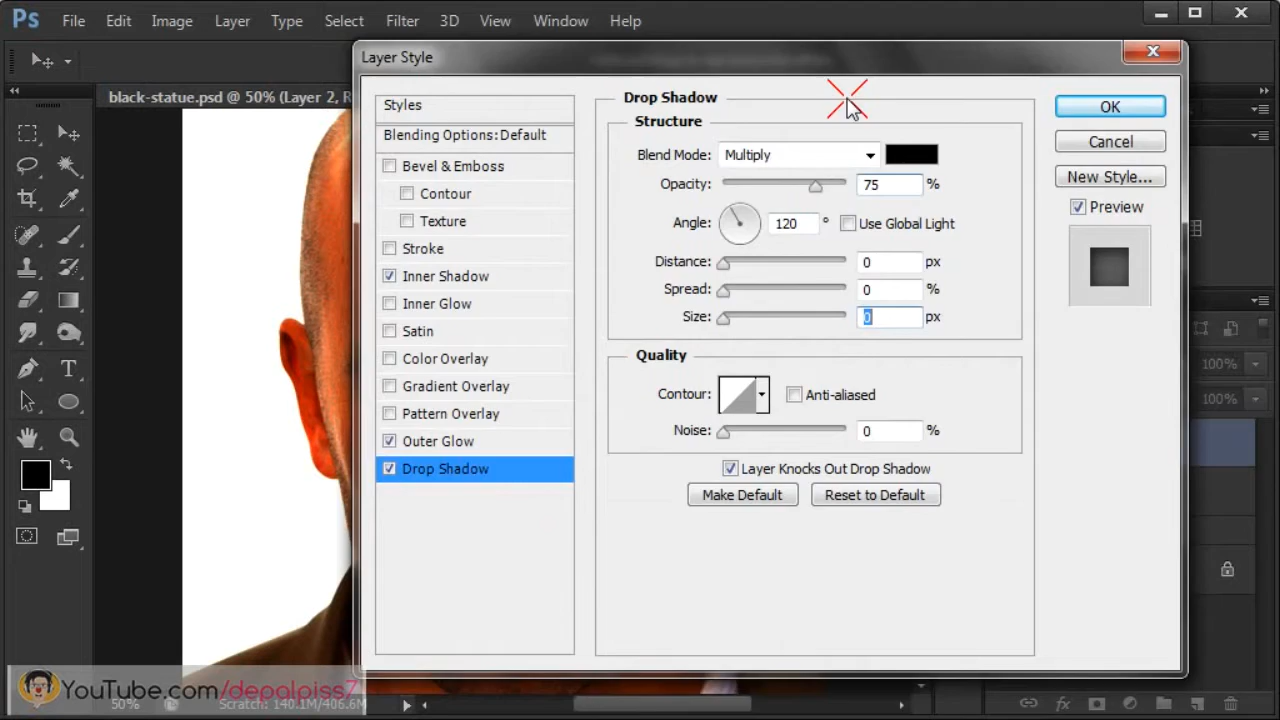 Ps File Edit Image Layer Type Select Filter 3D View Window Help
Layer Style
black-statue.psd @ 50% (Layer 2, R
Styles
Blending Options: Default
Bevel & Emboss
Contour
Texture
Stroke
Inner Shadow
Inner Glow
Satin
Color Overlay
Gradient Overlay
Pattern Overlay
Outer Glow
Drop Shadow
Drop Shadow
Structure
Blend Mode: Multiply
Opacity: 75 %
Angle: 120 ° Use Global Light
Distance: 0 px
Spread: 0 %
Size: 0 px
Quality
Contour: Anti-aliased
Noise: 0 %
Layer Knocks Out Drop Shadow
Make Default Reset to Default
OK
Cancel
New Style...
Preview
100%
100%
T
fx
YouTube.com/depalpiss7
50% Scratch: 140.1M/406.6M